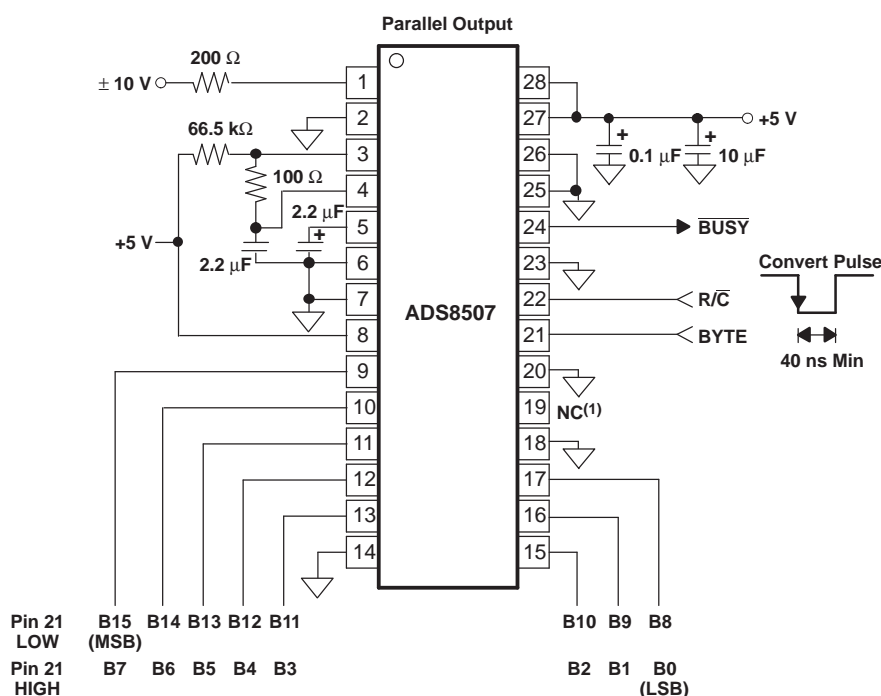 Parallel Output
200 Ω
± 10 V
66.5 kΩ
100 Ω
2.2 μF
+5 V
2.2 μF
1
2
3
4
5
6
7
8
9
10
11
12
13
14
ADS8507
28
27
26
25
24
23
22
21
20
19
18
17
16
15
+5 V
+
0.1 μF
+
10 μF
+
BUSY
R/C
BYTE
NC(1)
Convert Pulse
40 ns Min
Pin 21 LOW B15 (MSB) B14 B13 B12 B11 B10 B9 B8
Pin 21 HIGH B7 B6 B5 B4 B3 B2 B1 B0 (LSB)